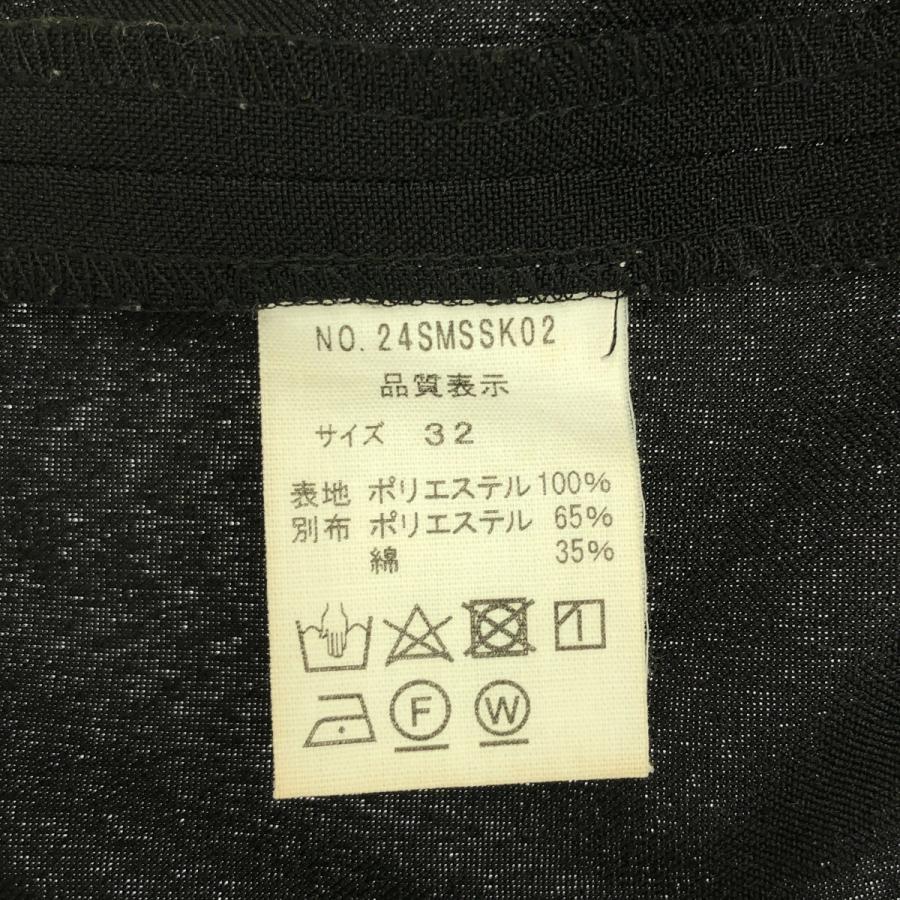 NO. 24SMSSK02
品質表示
サイズ 32
表地 ポリエステル 100%
別布 ポリエステル 65%
綿 35%
F W